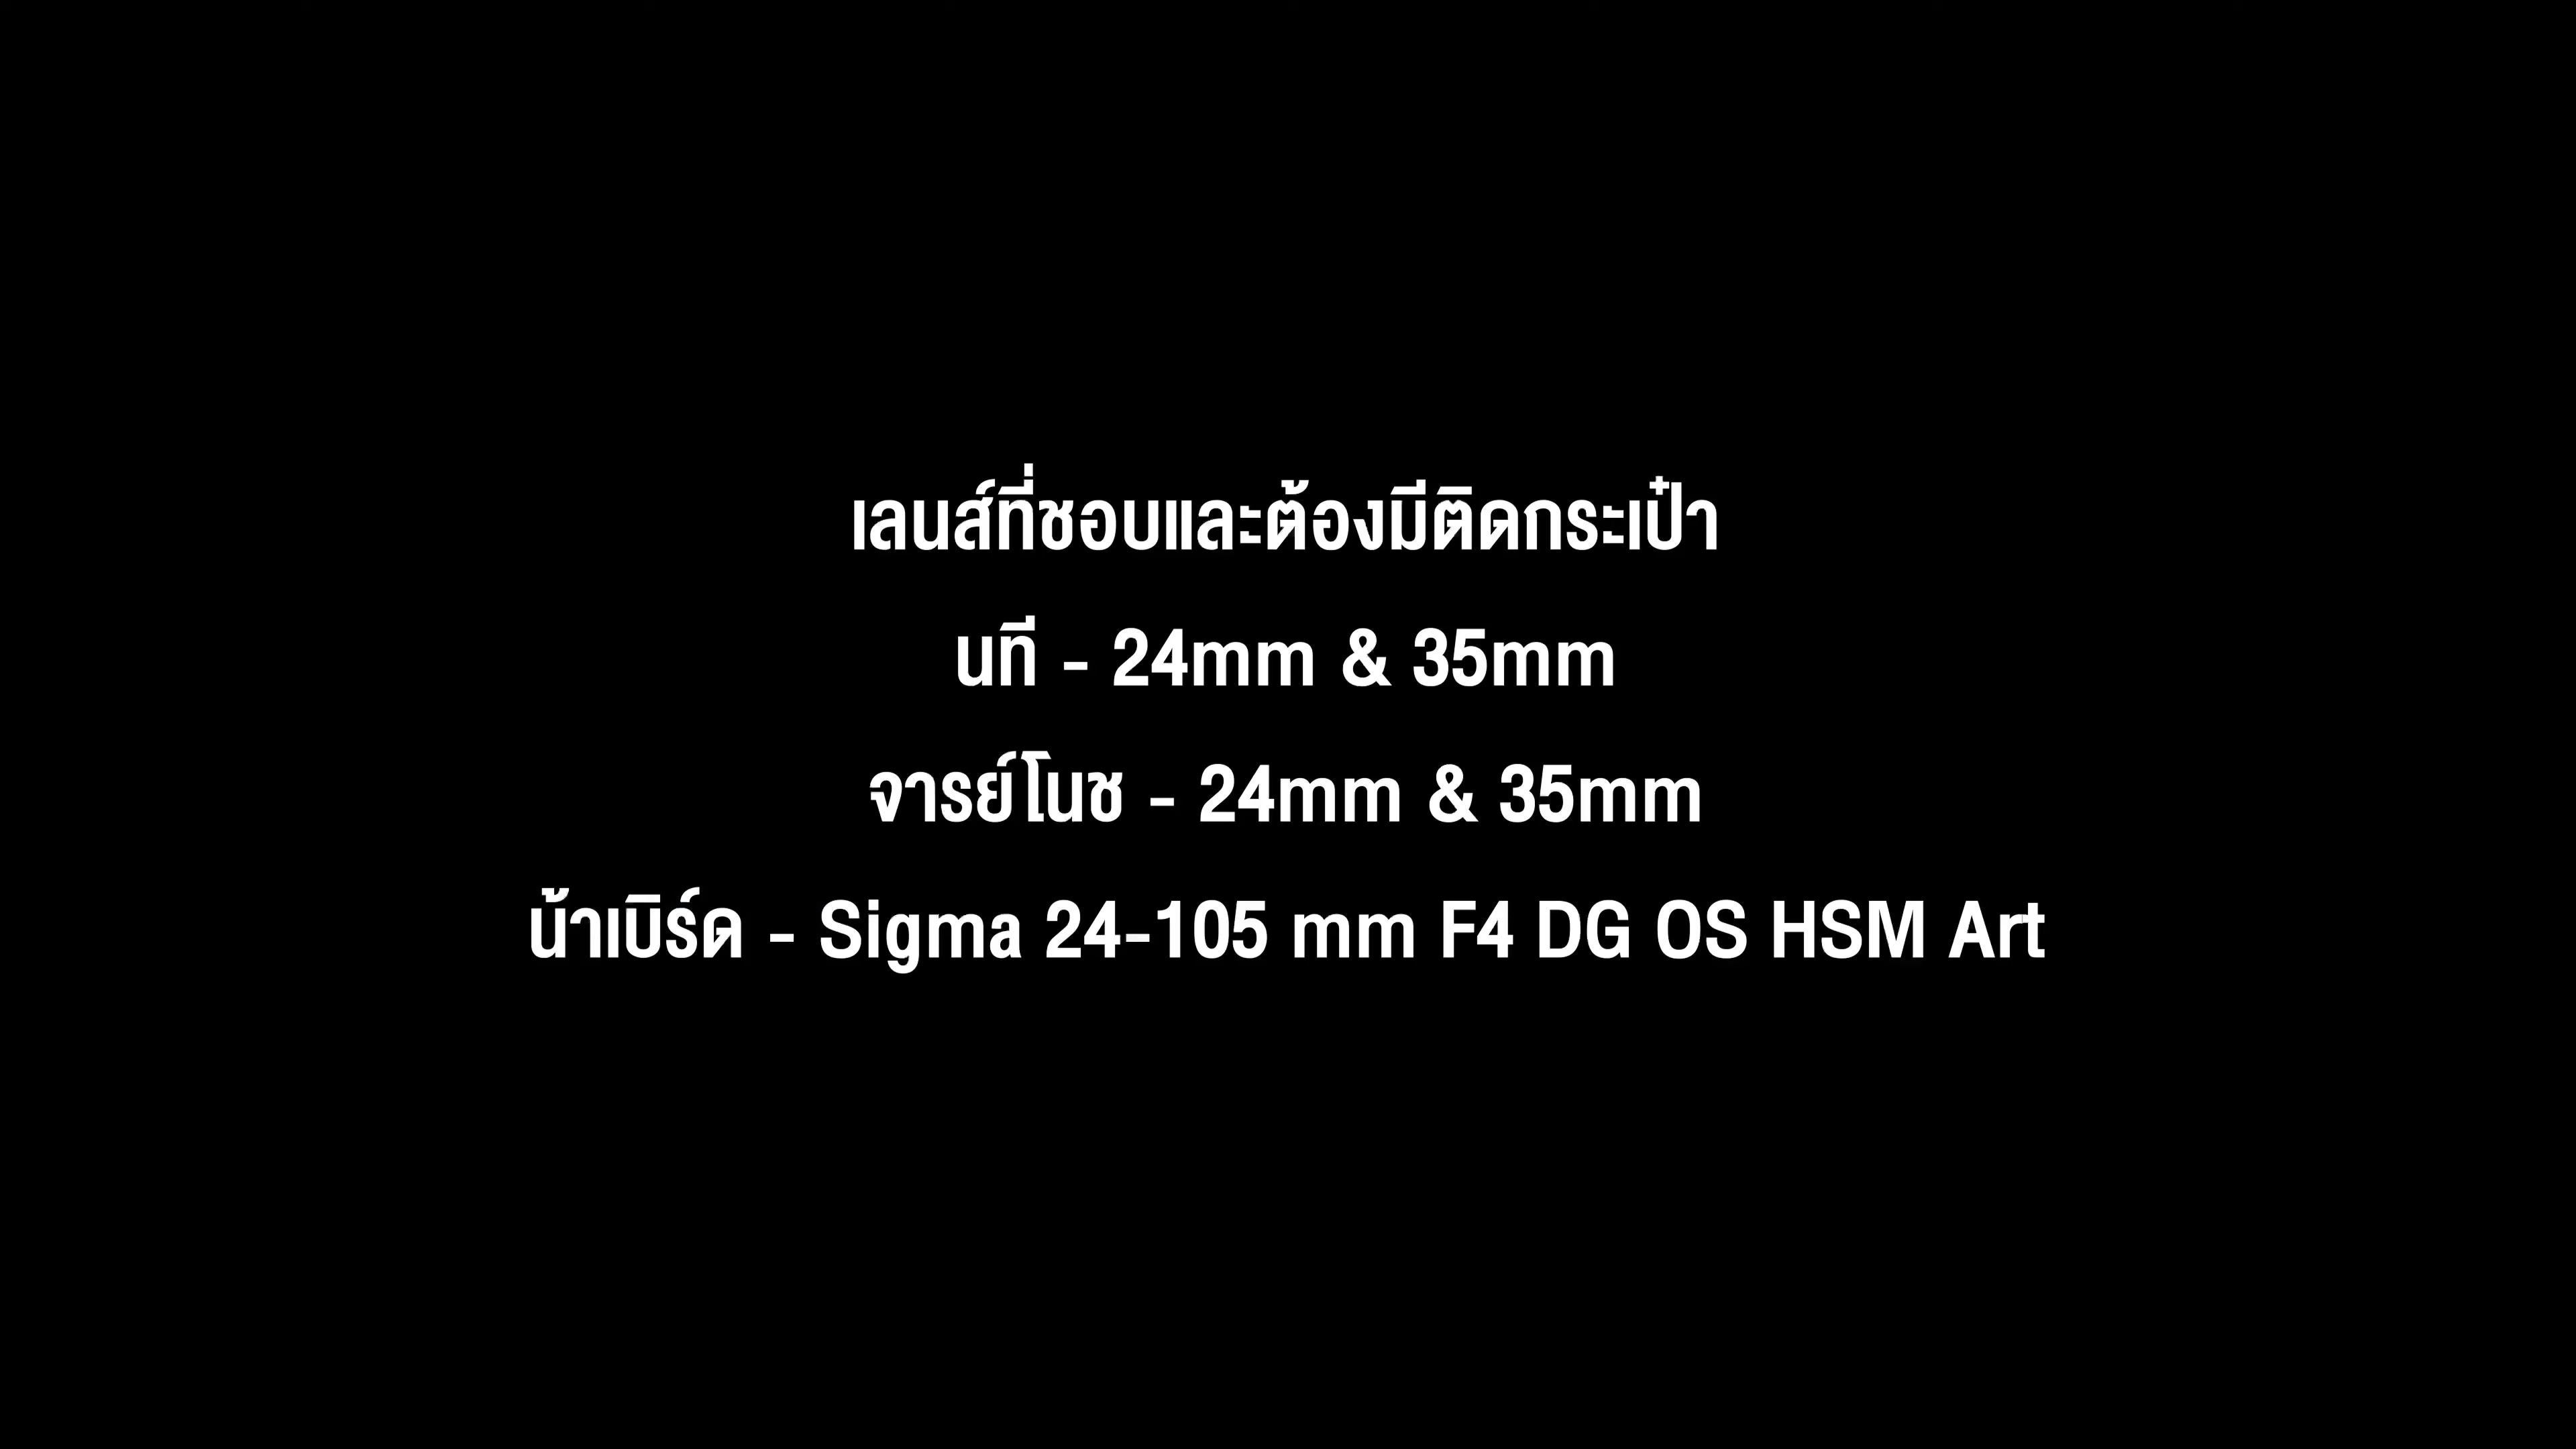 เลนส์ที่ชอบและต้องมีติดกระเป๋า
นที - 24mm & 35mm
จารย์โนช - 24mm & 35mm
น้าเบิร์ด - Sigma 24-105 mm F4 DG OS HSM Art